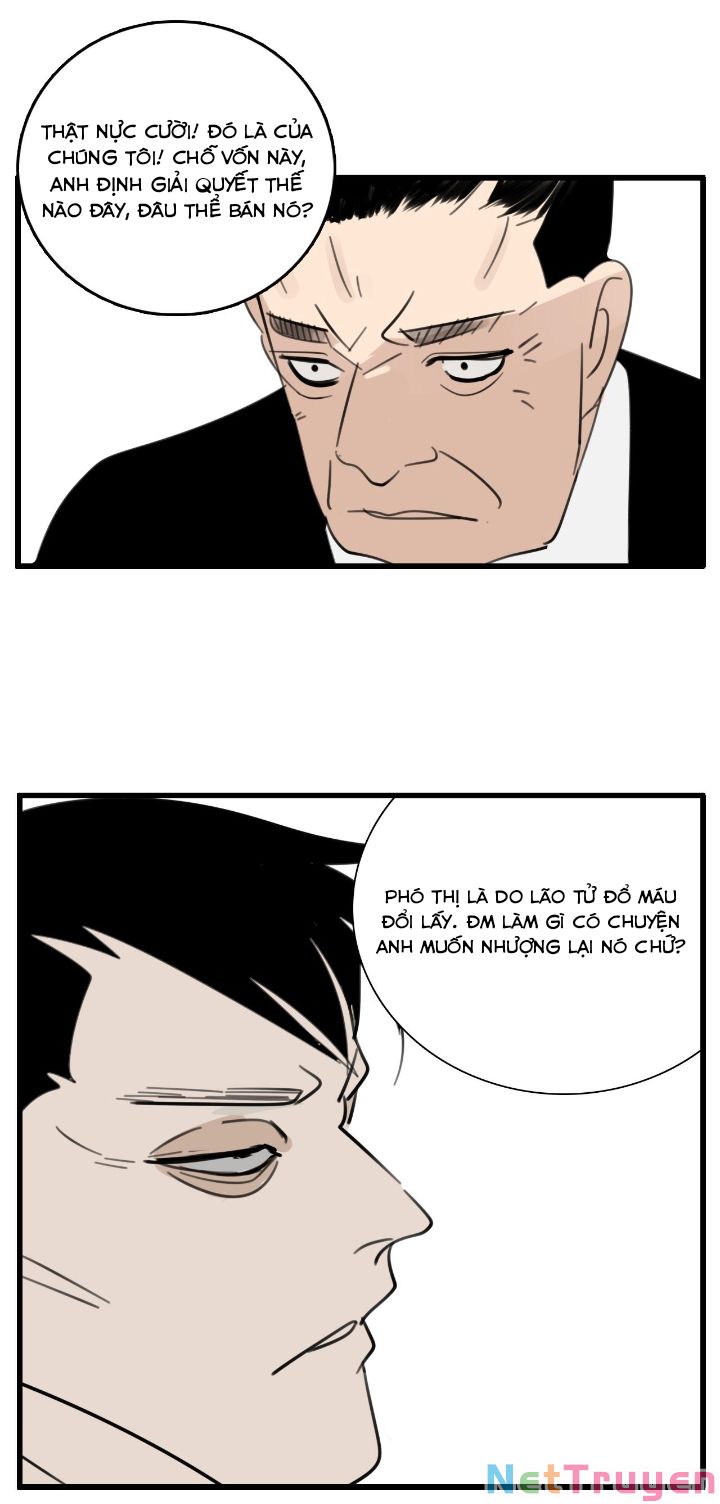 THẬT NỰC CƯỜI! ĐÓ LÀ CỦA
CHÚNG TÔI! CHỖ VỐN NÀY,
ANH ĐỊNH GIẢI QUYẾT THẾ
NÀO ĐÂY, ĐÂU THỂ BÁN NÓ?
PHÓ THỊ LÀ DO LÃO TỬ ĐỔ MÁU
ĐỔI LẤY. ĐM LÀM GÌ CÓ CHUYỆN
ANH MUỐN NHƯỢNG LẠI NÓ CHỨ?
NetTruyen